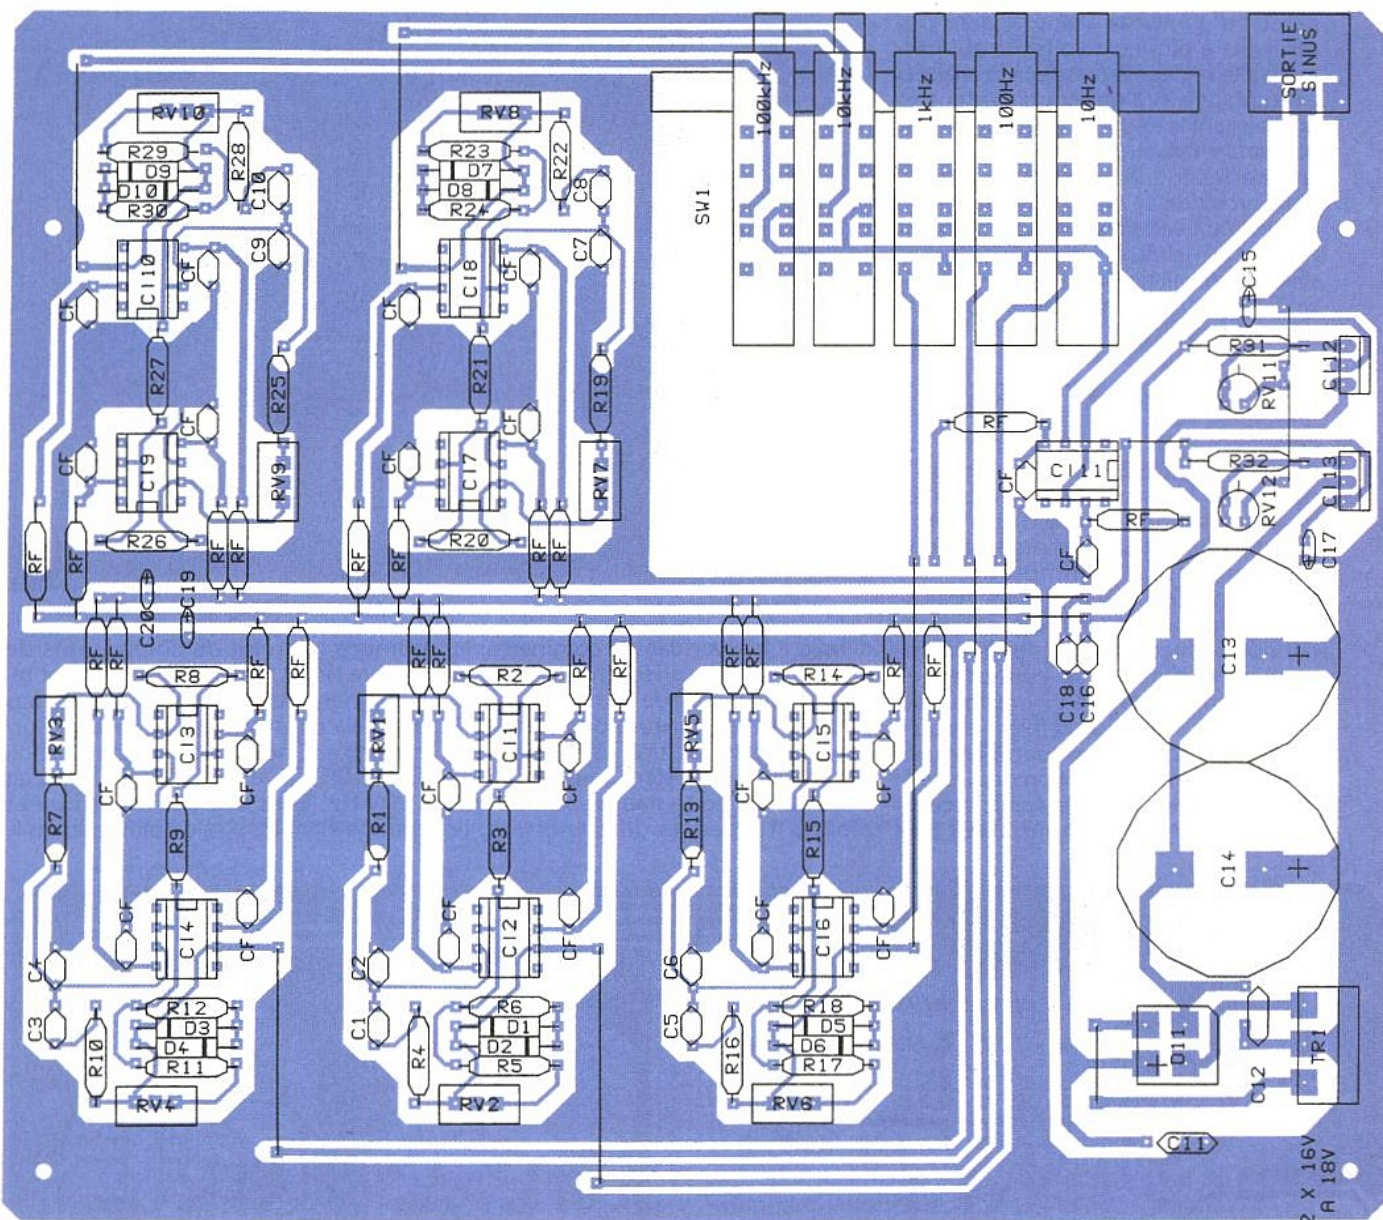 SORTIE
SINUS
100kHz
10kHz
1kHz
100Hz
10Hz
SW1
RV10
R29
D9
D10
R30
R28
C10
C9
RV8
R23
D7
D8
R24
R22
C8
C7
CI10
CF
CF
CI8
CF
CF
C15
R27
R25
R21
R19
R31
RV11
CI12
CF
CF
CI9
RV9
CF
CF
CI7
RV7
RF
CF
CI11
R32
RV12
CI13
RF
RF
R26
RF
RF
RF
RF
R20
RF
RF
RF
CF
C17
C20
C19
RF
RF
R8
RF
RF
RF
RF
R2
RF
RF
RF
RF
R14
RF
RF
C18
C16
C13
RV3
CI3
CF
CF
RV1
CI1
CF
CF
RV5
CI5
CF
CF
R7
R9
R1
R3
R13
R15
C14
CF
CI4
CF
CF
CI2
CF
CF
CI6
CF
C4
C3
C2
C1
C6
C5
R10
R12
D3
D4
R11
RV4
R4
R6
D1
D2
R5
RV2
R16
R18
D5
D6
R17
RV6
D11
C12
TR1
C11
2 X 16V
A 18V